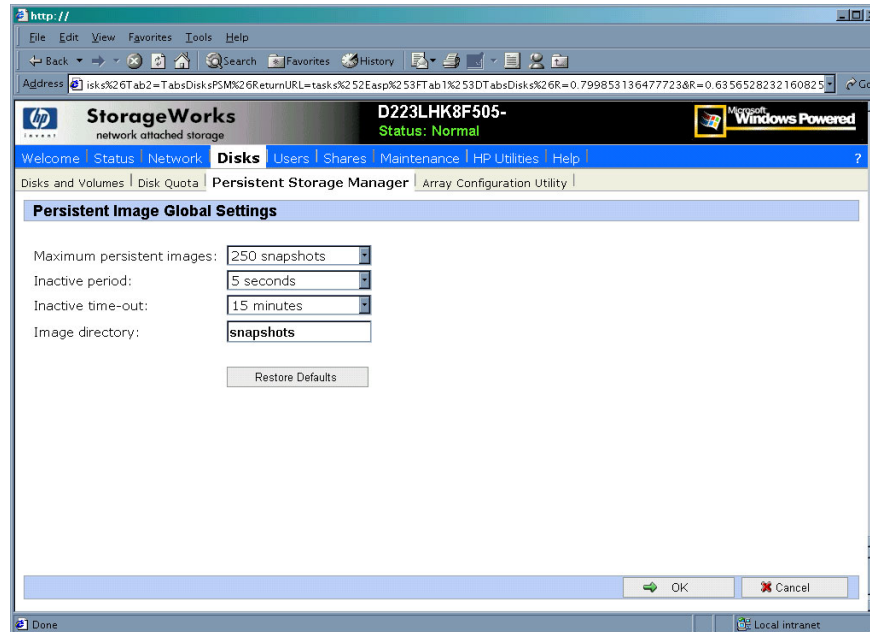 http://
File Edit View Favorites Tools Help
Back Search Favorites History
Address isks%26Tab2=TabsDisksPSM%26ReturnURL=tasks%252Easp%253FTab1%253DTabsDisks%26R=0.799853136477723&R=0.6356528232160825 Go
hp StorageWorks D223LHK8F505- Microsoft Windows Powered
invent network attached storage Status: Normal
Welcome Status Network Disks Users Shares Maintenance HP Utilities Help ?
Disks and Volumes Disk Quota Persistent Storage Manager Array Configuration Utility
Persistent Image Global Settings
Maximum persistent images: 250 snapshots
Inactive period: 5 seconds
Inactive time-out: 15 minutes
Image directory: snapshots
Restore Defaults
OK Cancel
Done Local intranet